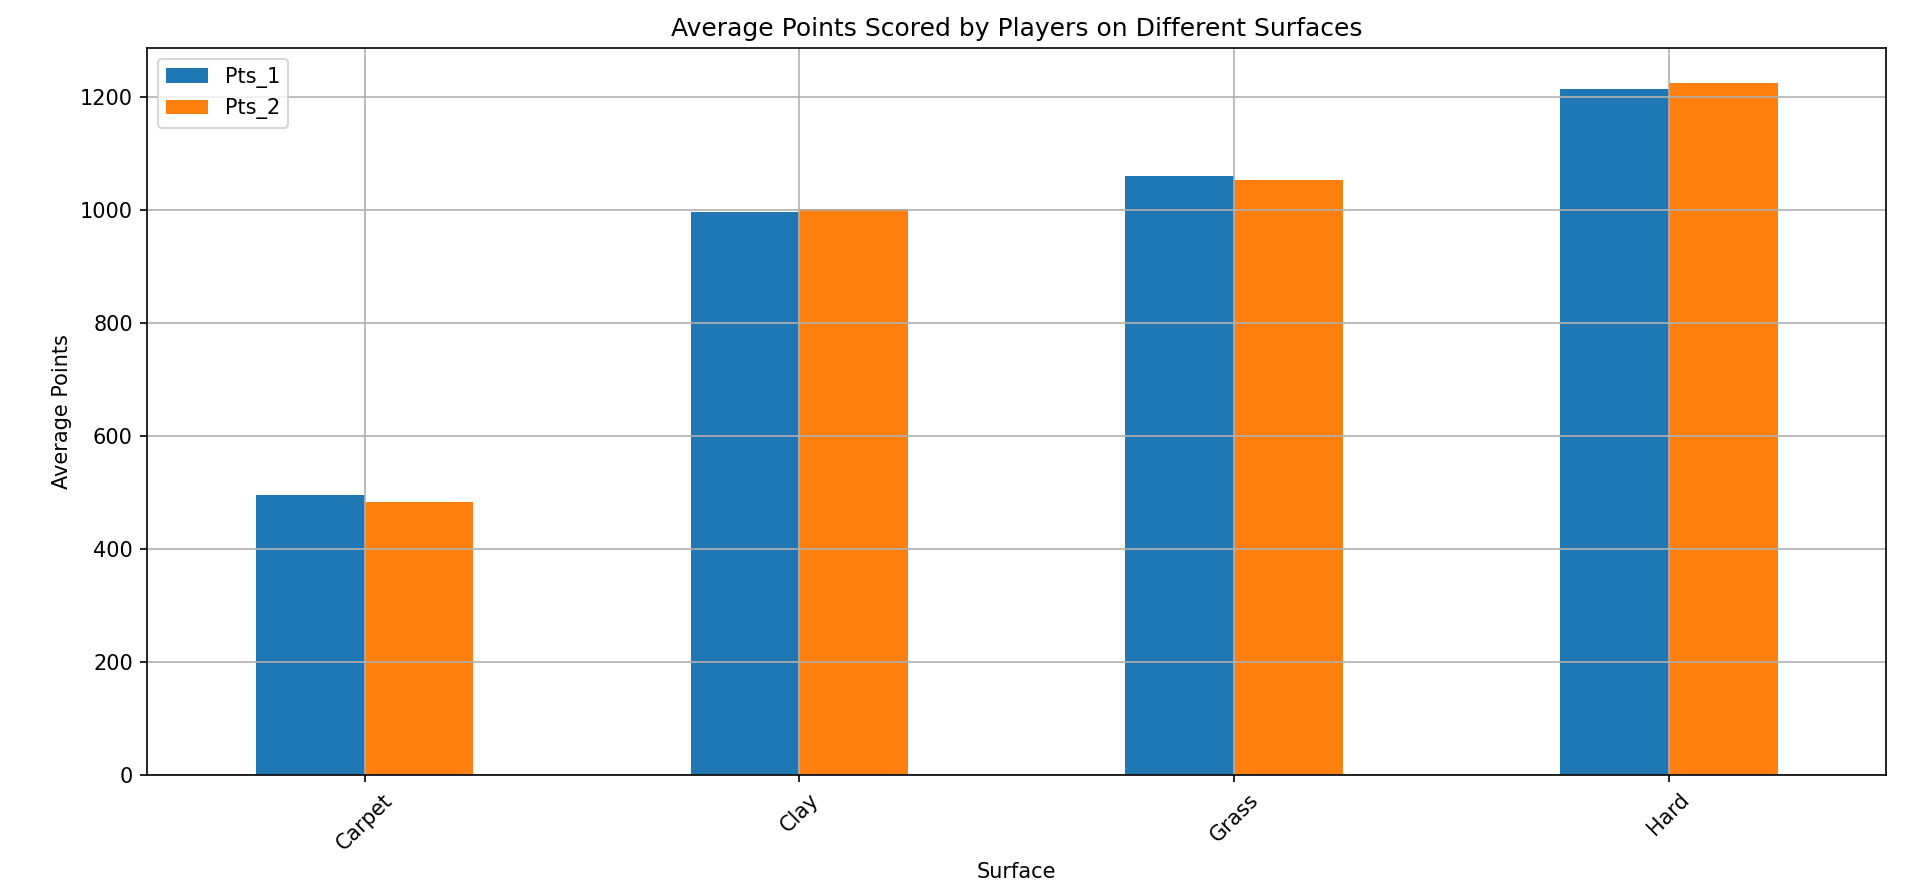 Average Points Scored by Players on Different Surfaces
Pts_1
Pts_2
1200
1000
800
600
400
200
0
Average Points
Carpet
Clay
Grass
Hard
Surface